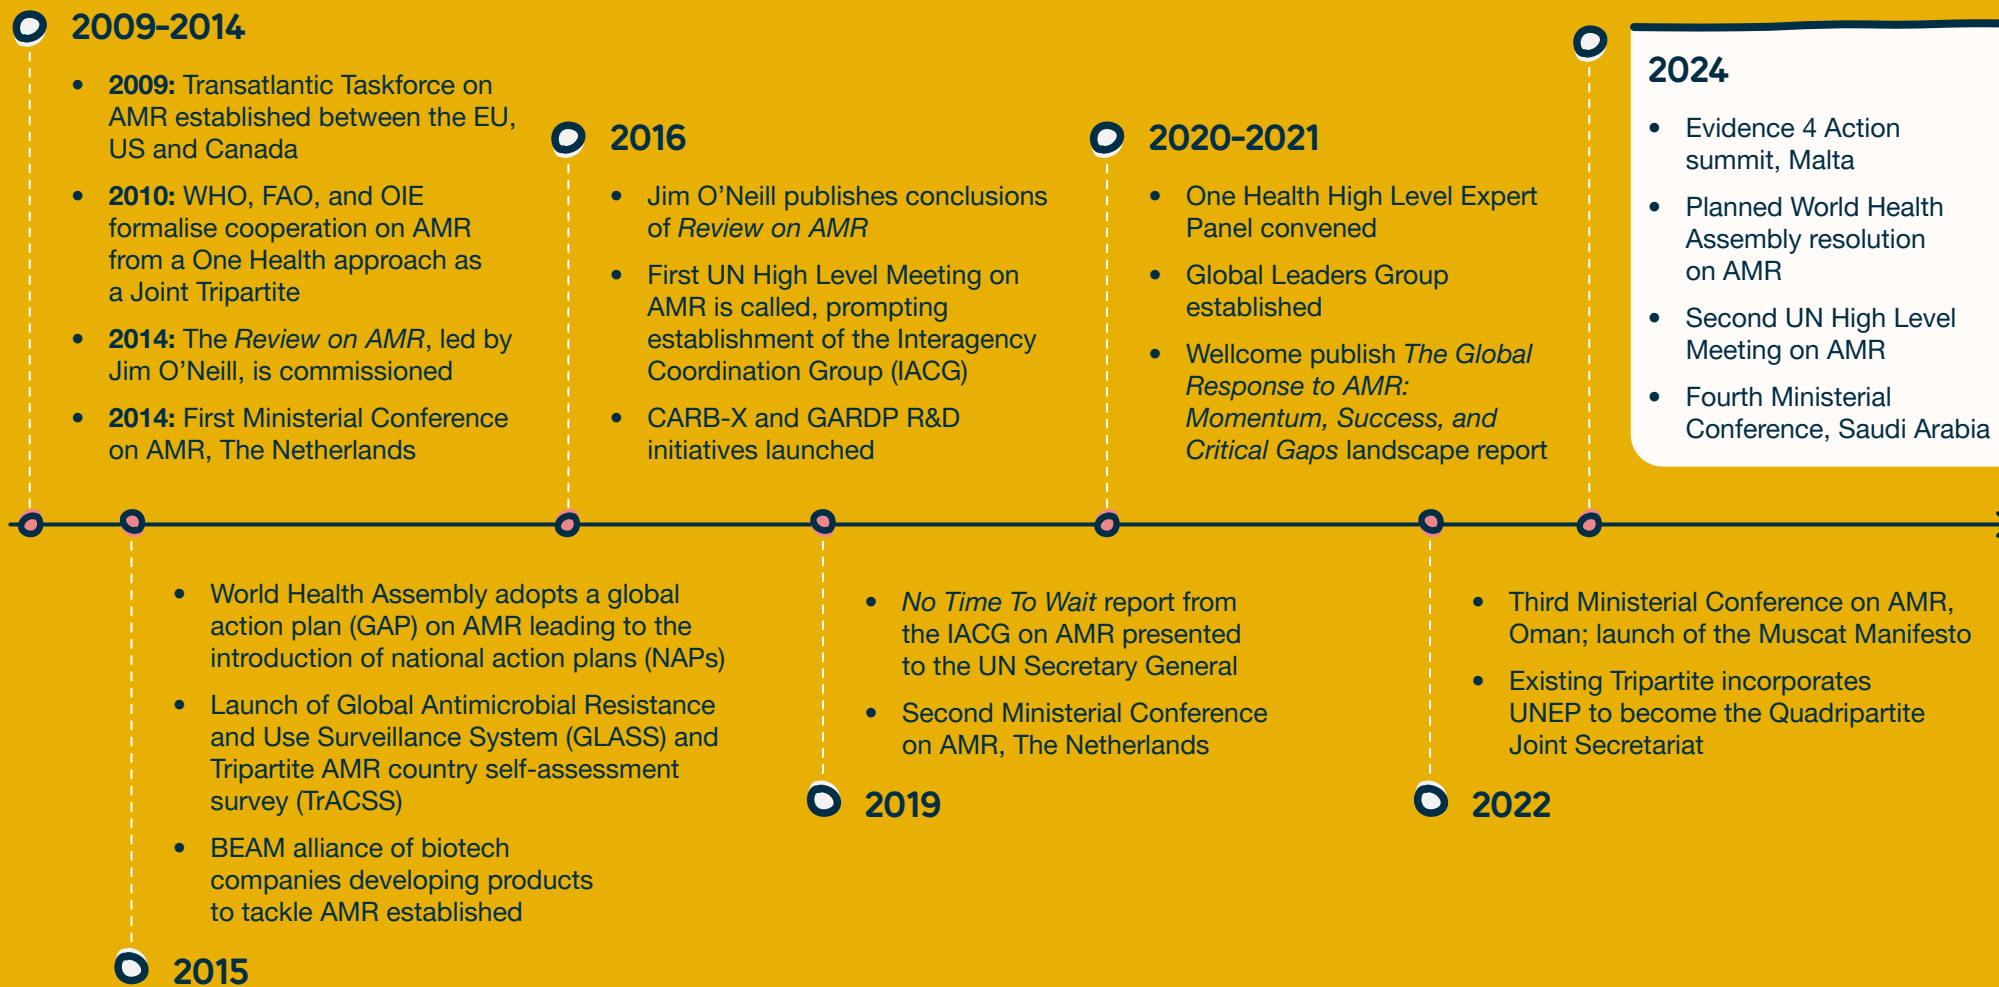 2009-2014
• 2009: Transatlantic Taskforce on
AMR established between the EU,
US and Canada
• 2010: WHO, FAO, and OIE
formalise cooperation on AMR
from a One Health approach as
a Joint Tripartite
• 2014: The Review on AMR, led by
Jim O’Neill, is commissioned
• 2014: First Ministerial Conference
on AMR, The Netherlands
• World Health Assembly adopts a global
action plan (GAP) on AMR leading to the
introduction of national action plans (NAPs)
• Launch of Global Antimicrobial Resistance
and Use Surveillance System (GLASS) and
Tripartite AMR country self-assessment
survey (TrACSS)
• BEAM alliance of biotech
companies developing products
to tackle AMR established
2015
2016
• Jim O’Neill publishes conclusions
of Review on AMR
• First UN High Level Meeting on
AMR is called, prompting
establishment of the Interagency
Coordination Group (IACG)
• CARB-X and GARDP R&D
initiatives launched
• No Time To Wait report from
the IACG on AMR presented
to the UN Secretary General
• Second Ministerial Conference
on AMR, The Netherlands
2019
2020-2021
• One Health High Level Expert
Panel convened
• Global Leaders Group
established
• Wellcome publish The Global
Response to AMR:
Momentum, Success, and
Critical Gaps landscape report
• Third Ministerial Conference on AMR,
Oman; launch of the Muscat Manifesto
• Existing Tripartite incorporates
UNEP to become the Quadripartite
Joint Secretariat
2022
2024
• Evidence 4 Action
summit, Malta
• Planned World Health
Assembly resolution
on AMR
• Second UN High Level
Meeting on AMR
• Fourth Ministerial
Conference, Saudi Arabia